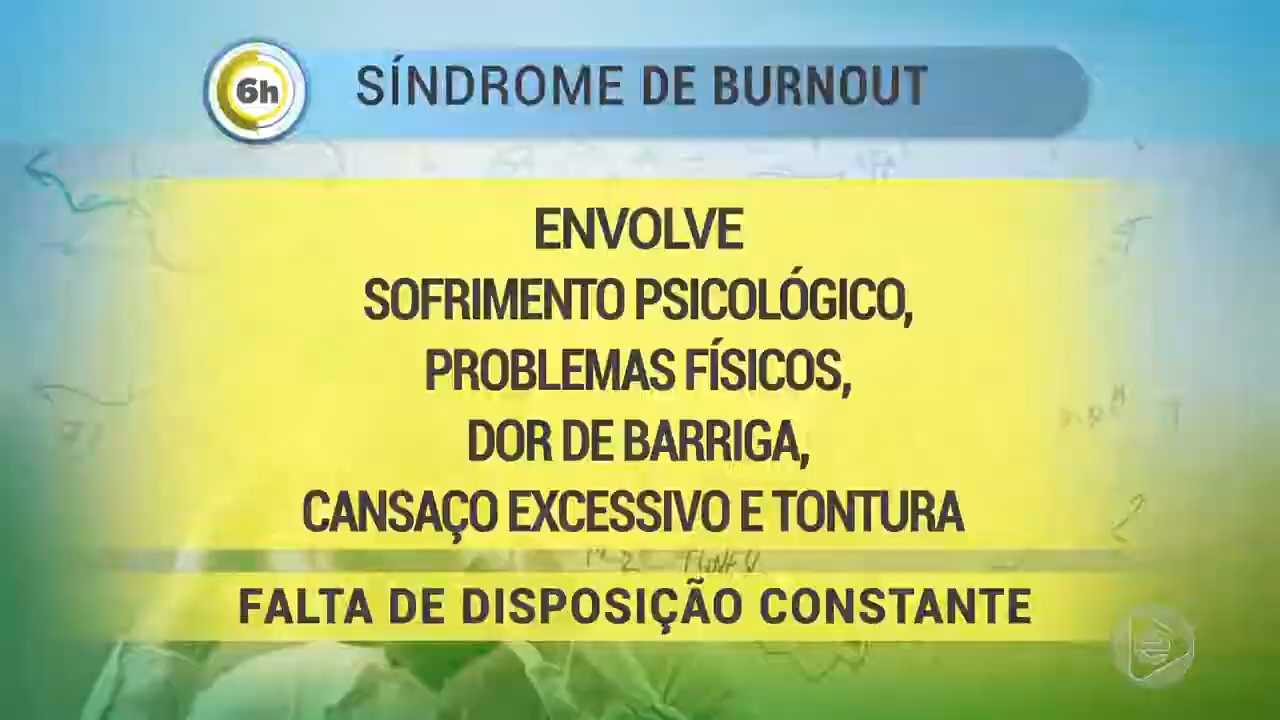 6h
SÍNDROME DE BURNOUT
ENVOLVE
SOFRIMENTO PSICOLÓGICO,
PROBLEMAS FÍSICOS,
DOR DE BARRIGA,
CANSAÇO EXCESSIVO E TONTURA
FALTA DE DISPOSIÇÃO CONSTANTE